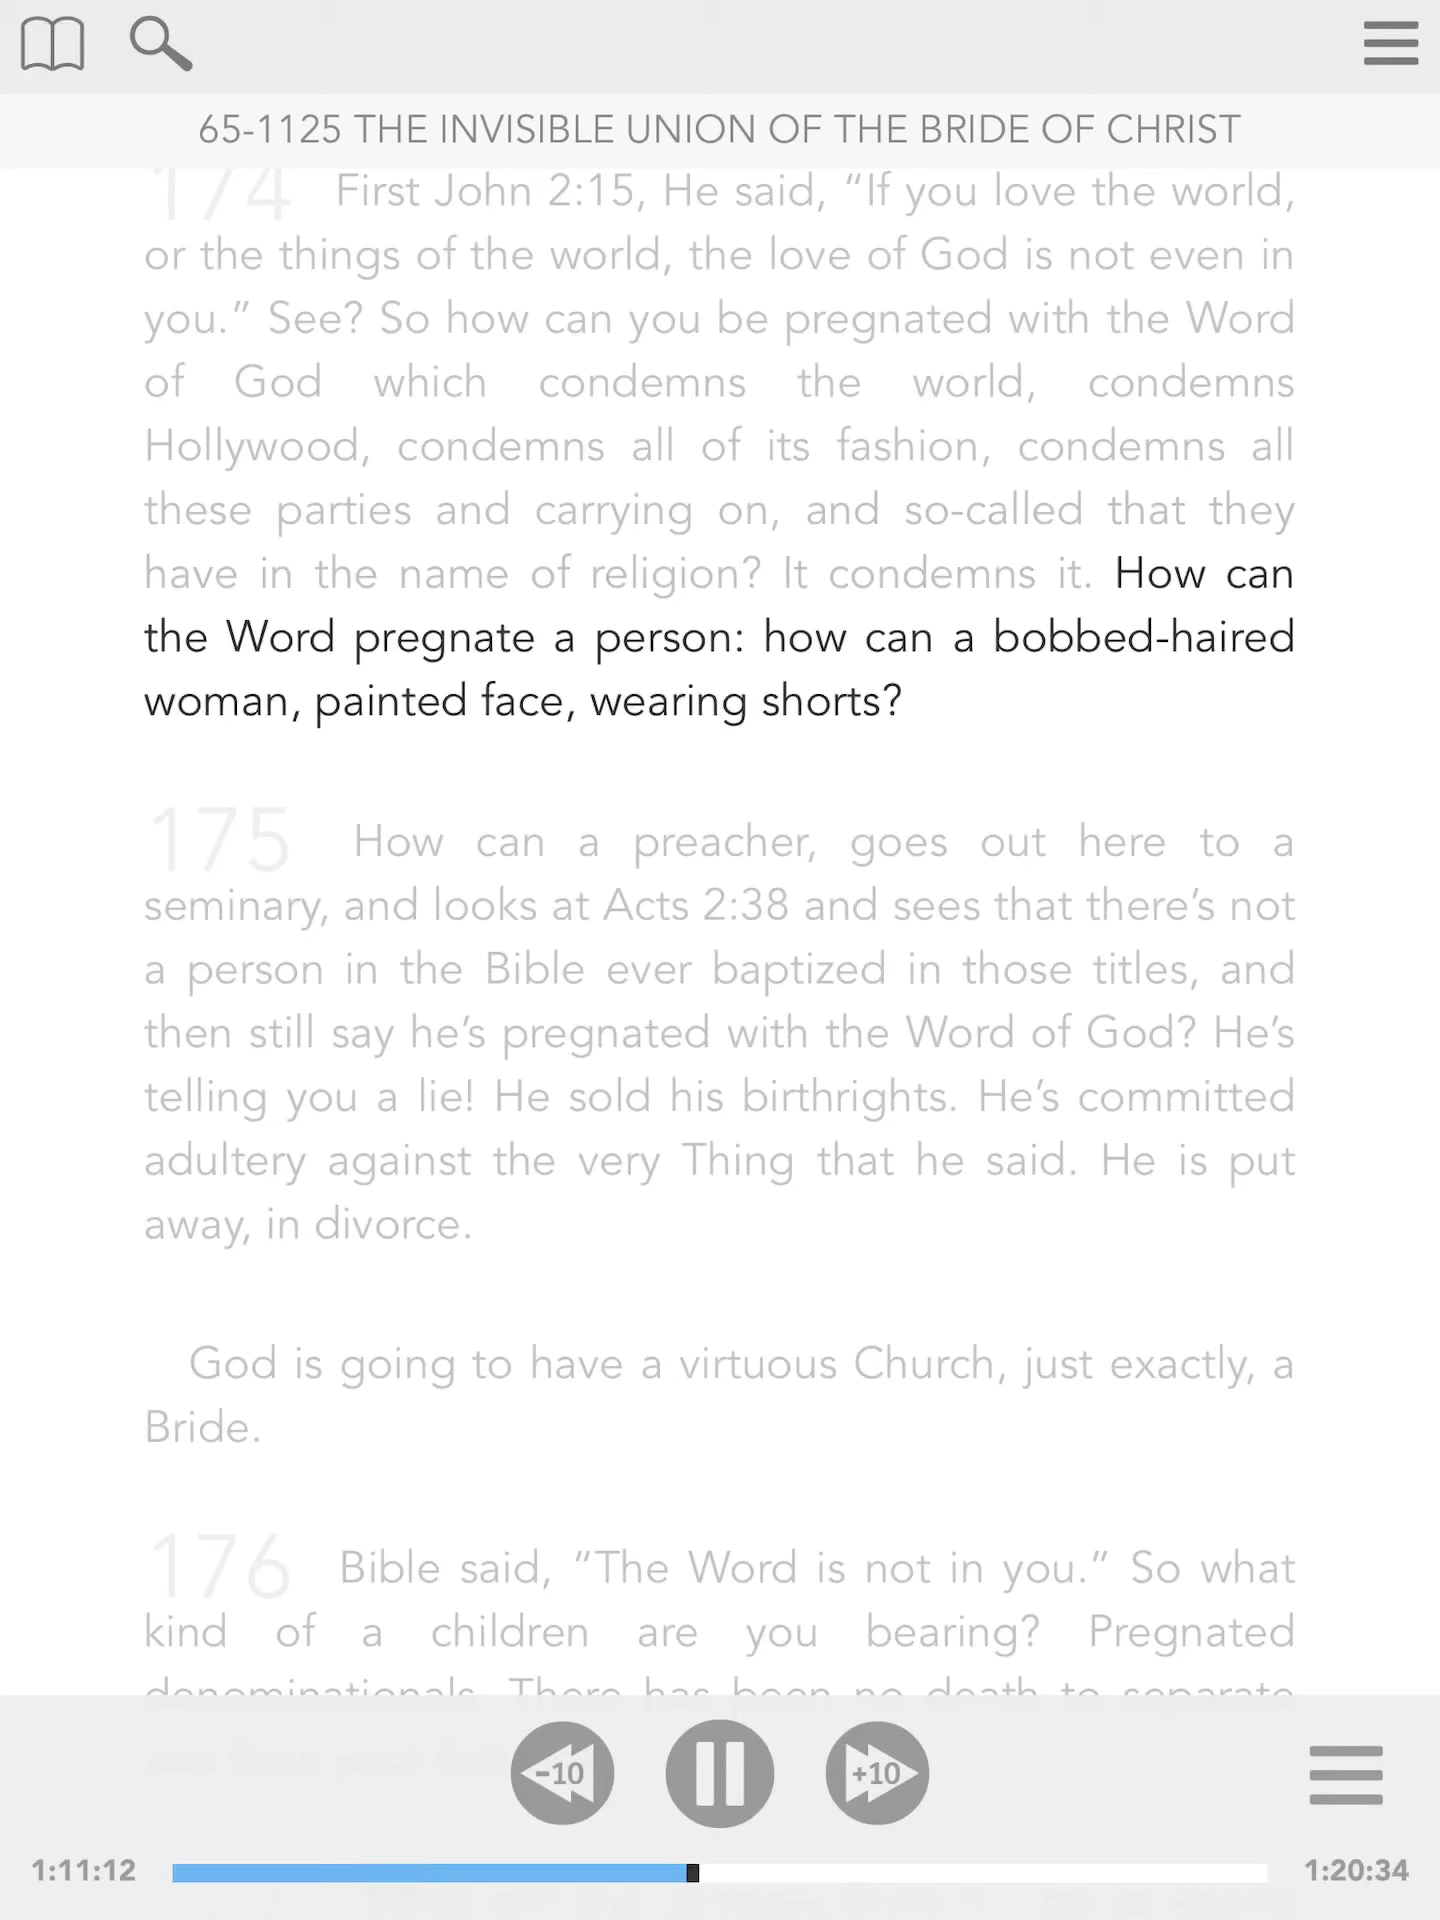 65-1125 THE INVISIBLE UNION OF THE BRIDE OF CHRIST
174 First John 2:15, He said, “If you love the world,
or the things of the world, the love of God is not even in
you.” See? So how can you be pregnated with the Word
of God which condemns the world, condemns
Hollywood, condemns all of its fashion, condemns all
these parties and carrying on, and so-called that they
have in the name of religion? It condemns it. How can
the Word pregnate a person: how can a bobbed-haired
woman, painted face, wearing shorts?
175 How can a preacher, goes out here to a
seminary, and looks at Acts 2:38 and sees that there’s not
a person in the Bible ever baptized in those titles, and
then still say he’s pregnated with the Word of God? He’s
telling you a lie! He sold his birthrights. He’s committed
adultery against the very Thing that he said. He is put
away, in divorce.
God is going to have a virtuous Church, just exactly, a
Bride.
176 Bible said, “The Word is not in you.” So what
kind of a children are you bearing? Pregnated
denominationals. There has been no death to separate
-10 +10
1:11:12 1:20:34